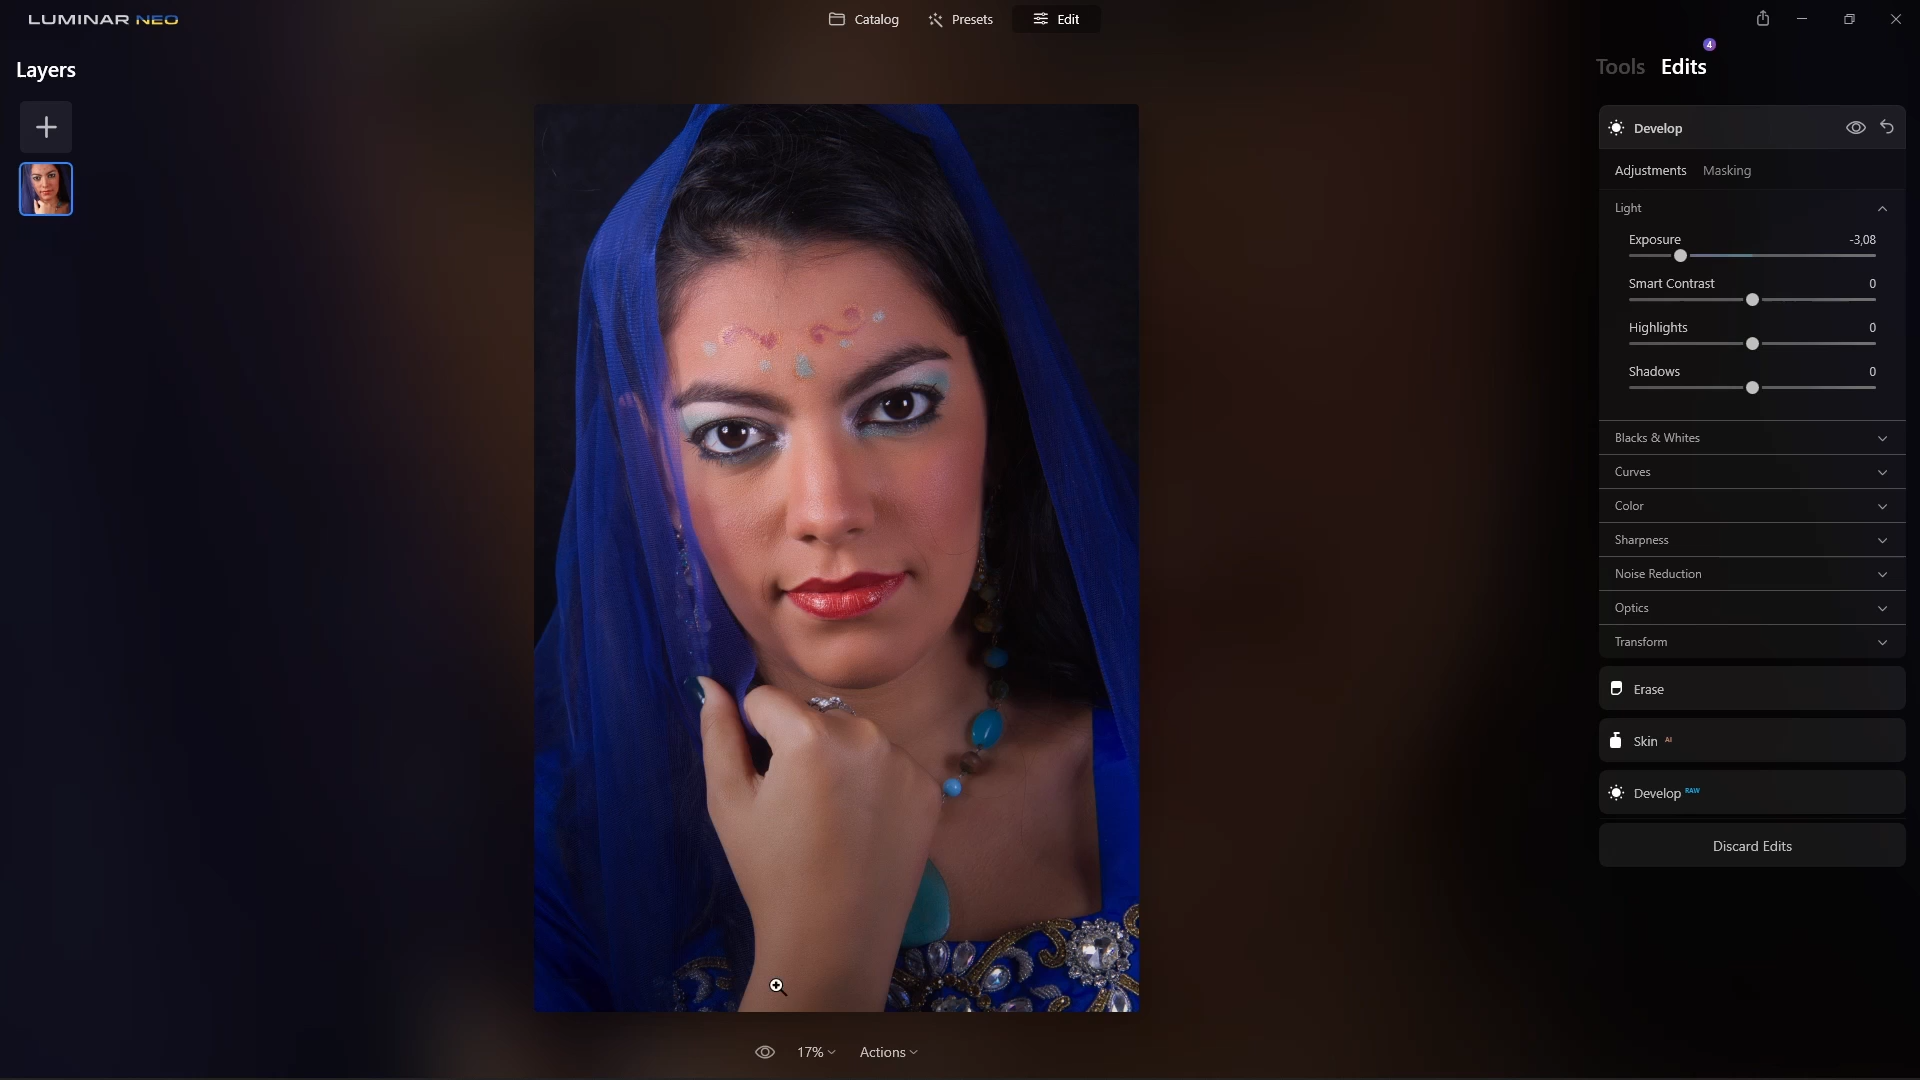 LUMINAR NEO
Catalog
Presets
Edit
Layers
4
Tools
Edits
Develop
Adjustments
Masking
Light
Exposure
-3,08
Smart Contrast
0
Highlights
0
Shadows
0
Blacks & Whites
Curves
Color
Sharpness
Noise Reduction
Optics
Transform
Erase
Skin AI
Develop RAW
Discard Edits
17%
Actions